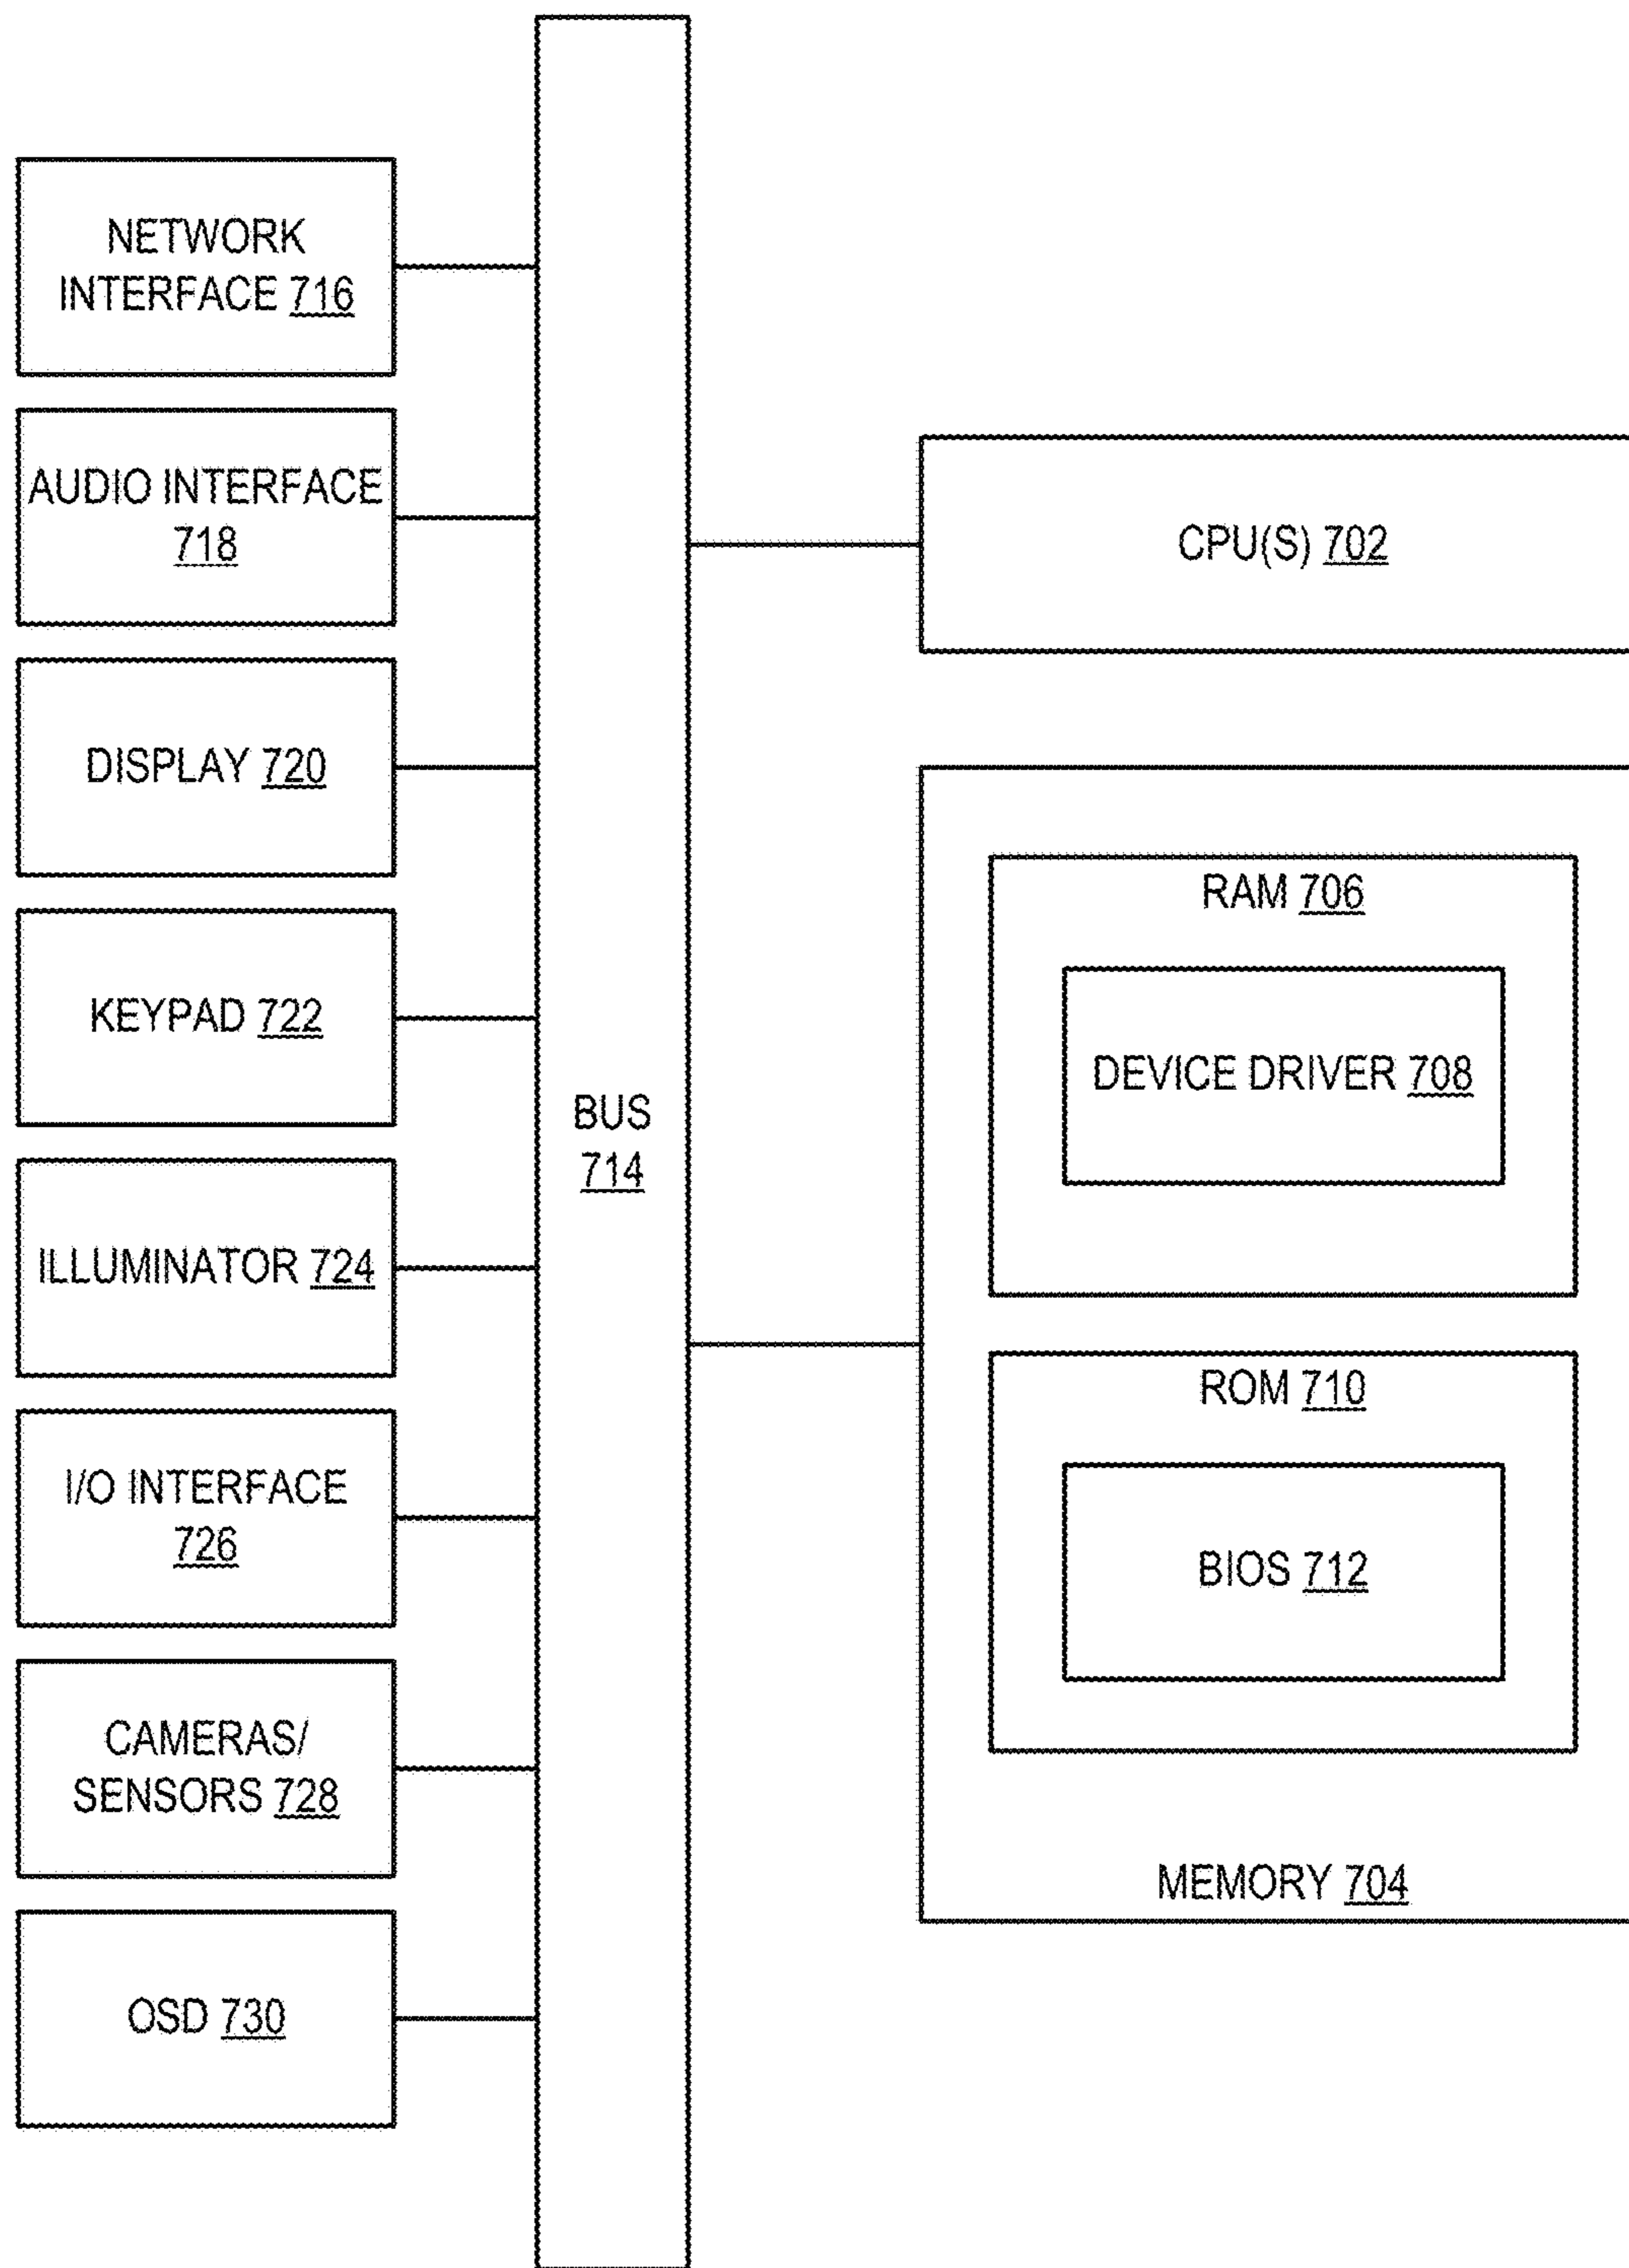 NETWORK
INTERFACE 716
AUDIO INTERFACE
718
DISPLAY 720
KEYPAD 722
ILLUMINATOR 724
I/O INTERFACE
726
CAMERAS/
SENSORS 728
OSD 730
BUS
714
CPU(S) 702
RAM 706
DEVICE DRIVER 708
ROM 710
BIOS 712
MEMORY 704